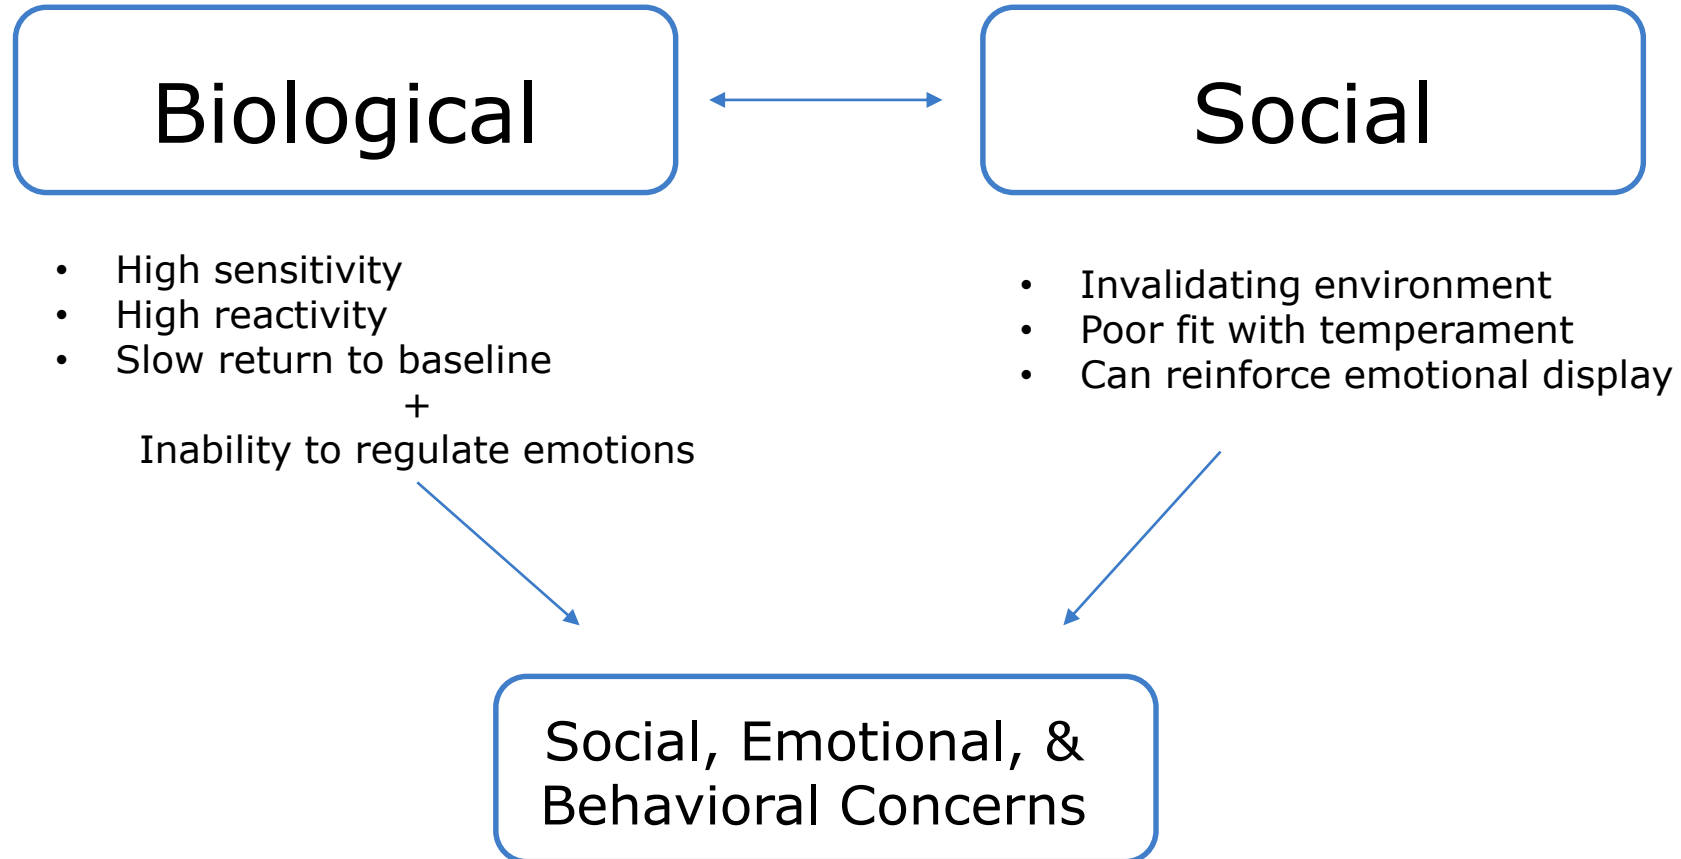 Biological
Social
• High sensitivity
• High reactivity
• Slow return to baseline
+
Inability to regulate emotions
• Invalidating environment
• Poor fit with temperament
• Can reinforce emotional display
Social, Emotional, &
Behavioral Concerns